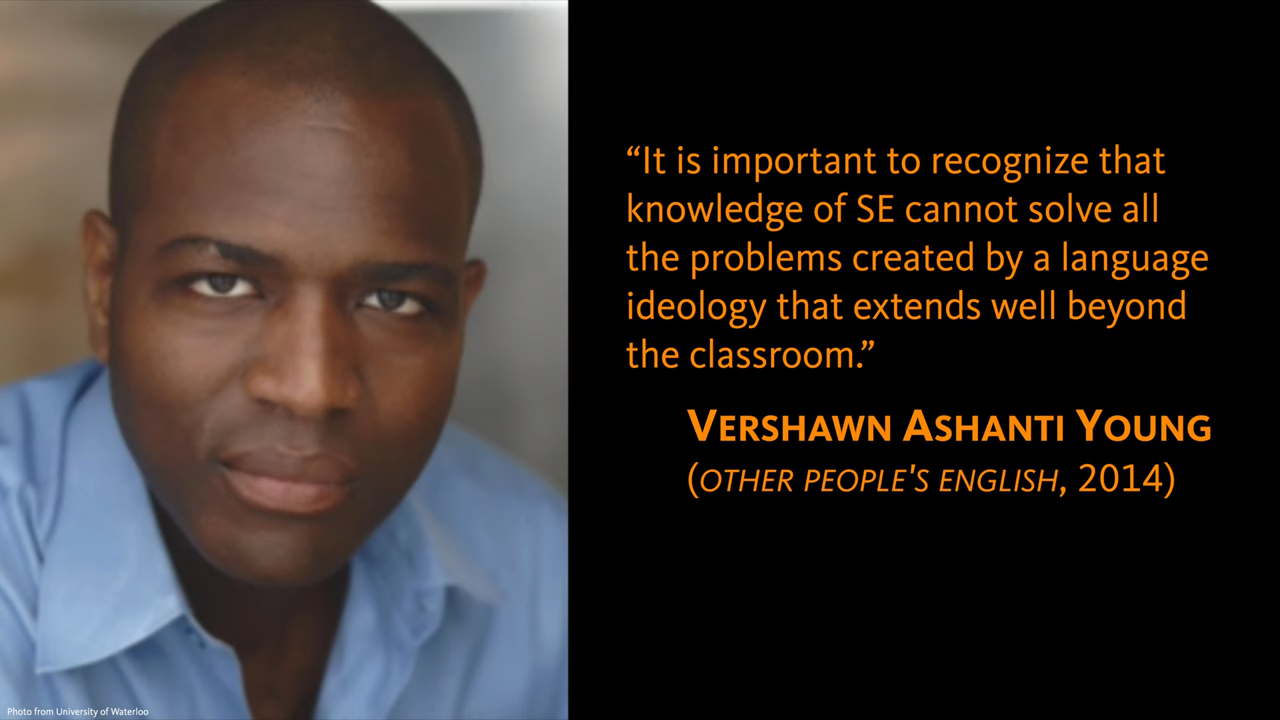 “It is important to recognize that
knowledge of SE cannot solve all
the problems created by a language
ideology that extends well beyond
the classroom.”
VERSHAWN ASHANTI YOUNG
(OTHER PEOPLE'S ENGLISH, 2014)
Photo from University of Waterloo